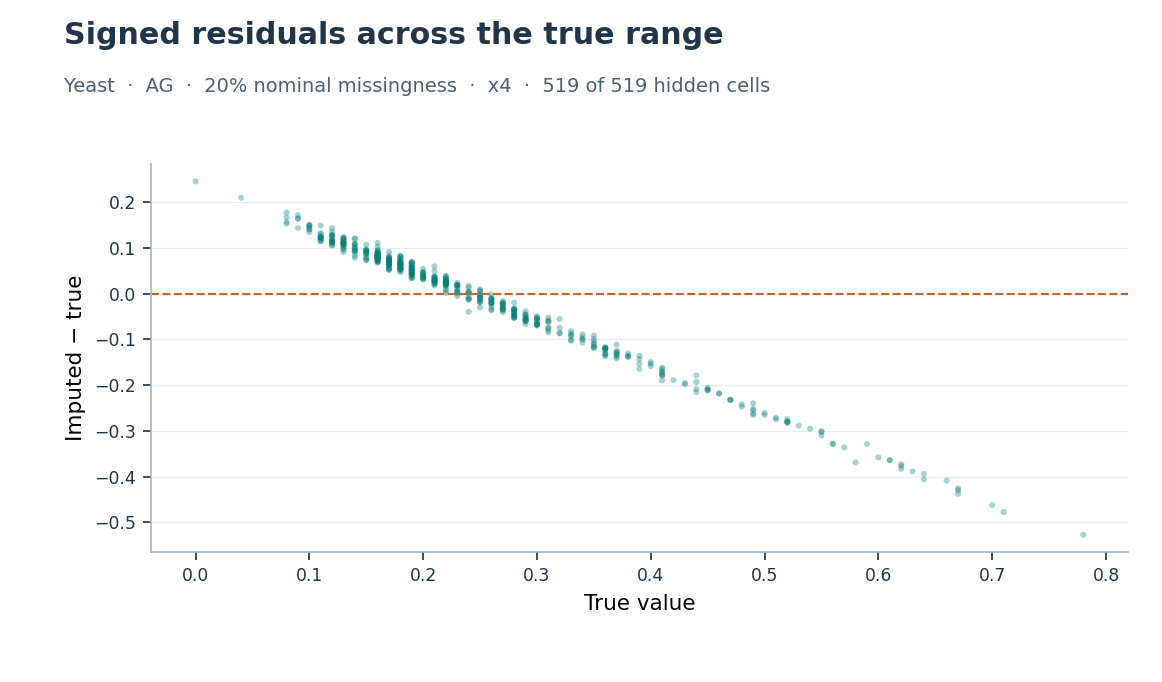 Signed residuals across the true range
Yeast · AG · 20% nominal missingness · x4 · 519 of 519 hidden cells
Imputed − true
0.2
0.1
0.0
−0.1
−0.2
−0.3
−0.4
−0.5
0.0 0.1 0.2 0.3 0.4 0.5 0.6 0.7 0.8
True value